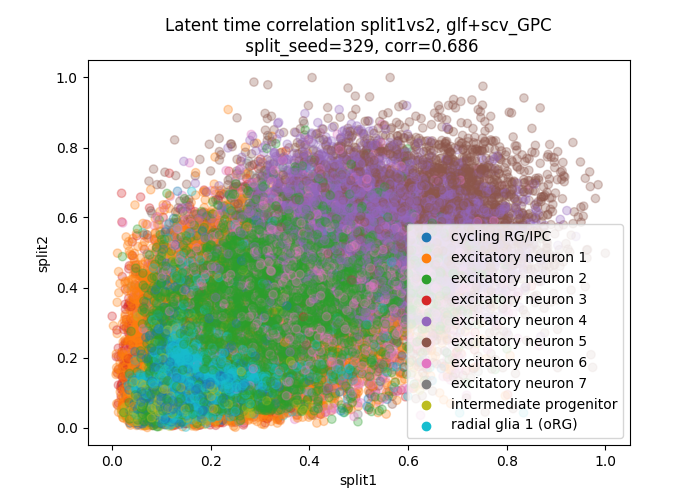 Latent time correlation split1vs2, glf+scv_GPC
split_seed=329, corr=0.686
1.0
0.8
0.6
0.4
0.2
0.0
split2
cycling RG/IPC
excitatory neuron 1
excitatory neuron 2
excitatory neuron 3
excitatory neuron 4
excitatory neuron 5
excitatory neuron 6
excitatory neuron 7
intermediate progenitor
radial glia 1 (oRG)
0.0 0.2 0.4 0.6 0.8 1.0
split1